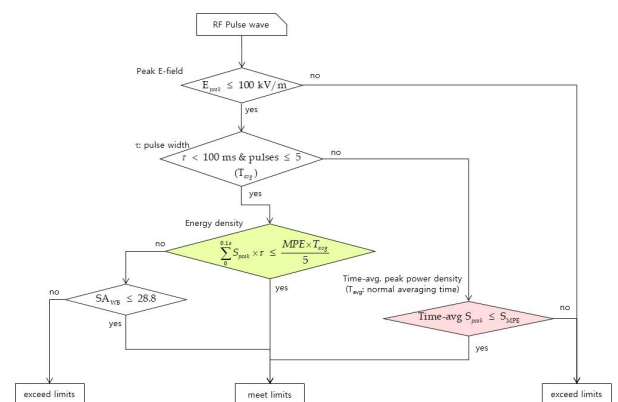 RF Pulse wave
Peak E-field
no
E_peak ≤ 100 kV/m
yes
τ: pulse width
no
τ < 100 ms & pulses ≤ 5
(T_avg)
yes
Energy density
no
∑_0^0.1s S_peak × τ ≤ MPE×T_avg / 5
Time-avg, peak power density
(T_avg: normal averaging time)
no
yes
no
SA_WB ≤ 28.8
Time-avg S_peak ≤ S_MPE
yes
yes
exceed limits
meet limits
exceed limits